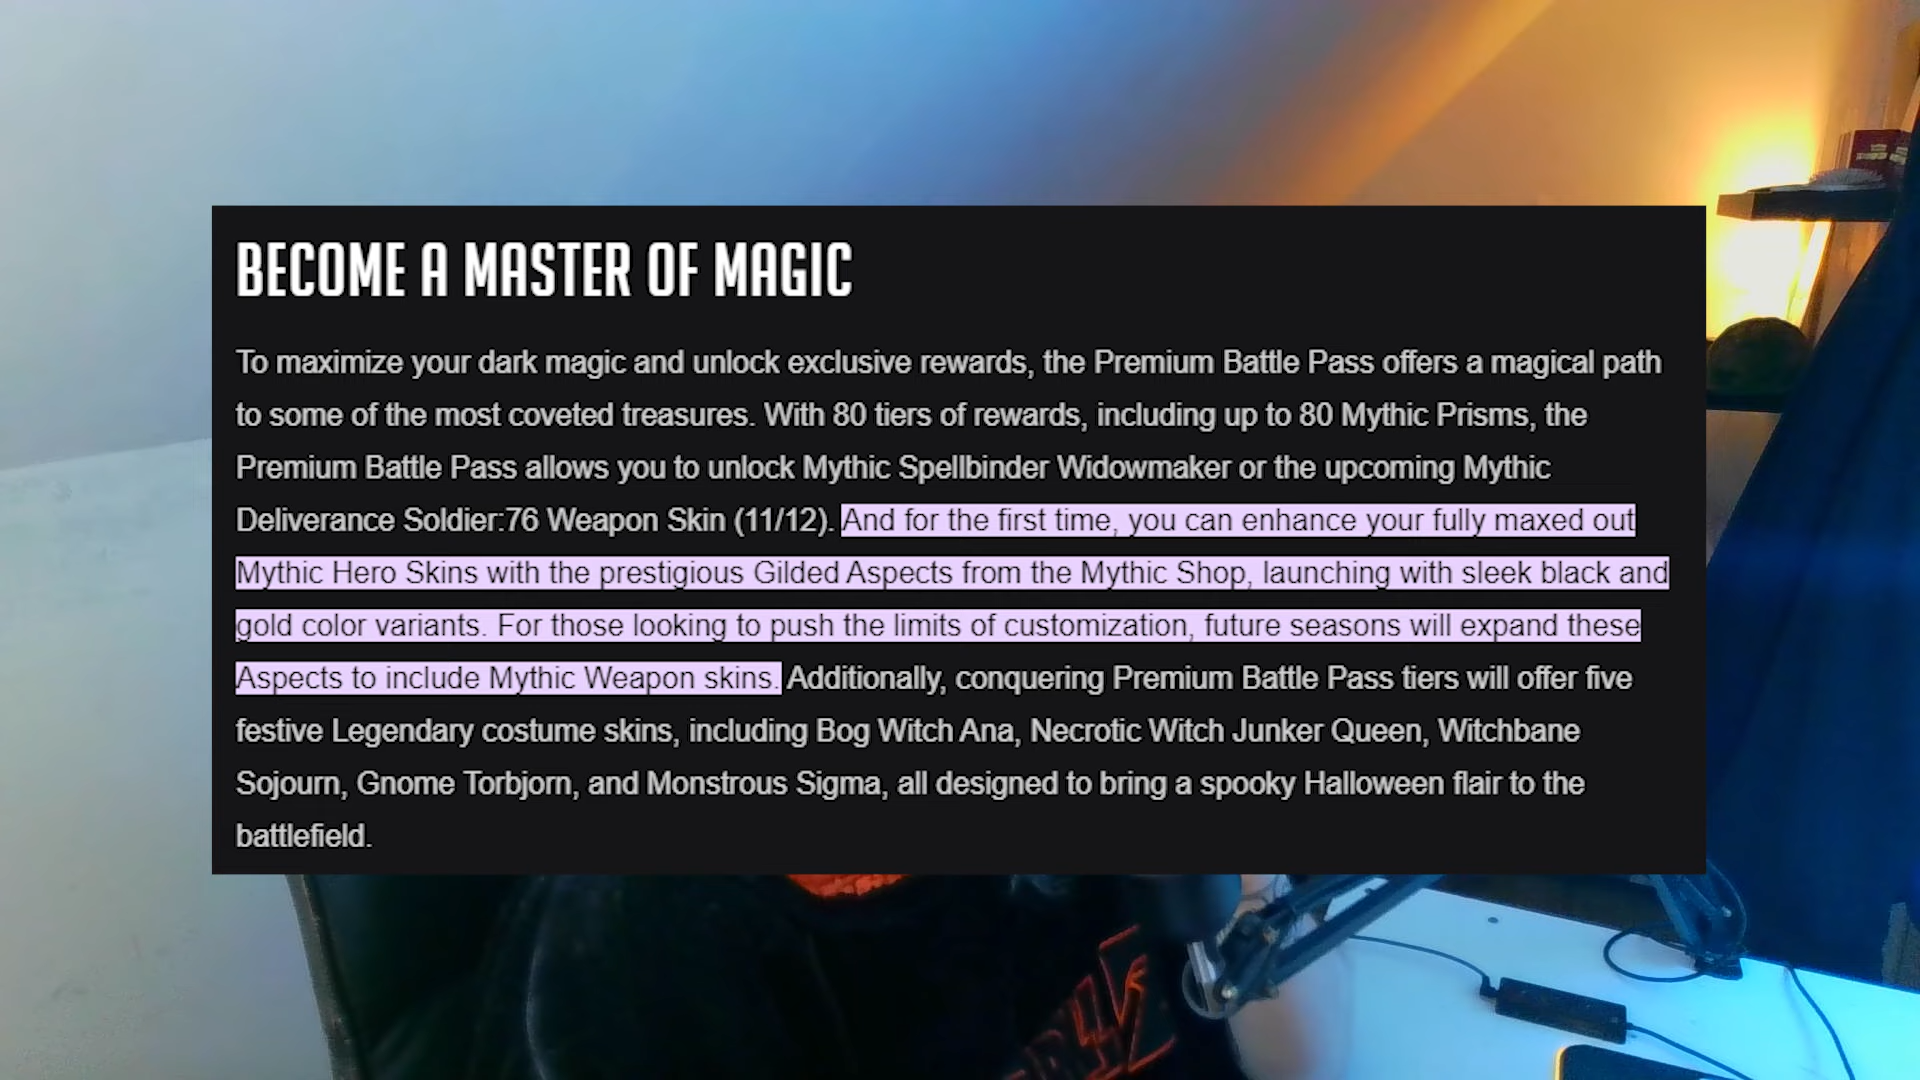 BECOME A MASTER OF MAGIC
To maximize your dark magic and unlock exclusive rewards, the Premium Battle Pass offers a magical path
to some of the most coveted treasures. With 80 tiers of rewards, including up to 80 Mythic Prisms, the
Premium Battle Pass allows you to unlock Mythic Spellbinder Widowmaker or the upcoming Mythic
Deliverance Soldier:76 Weapon Skin (11/12). And for the first time, you can enhance your fully maxed out
Mythic Hero Skins with the prestigious Gilded Aspects from the Mythic Shop, launching with sleek black and
gold color variants. For those looking to push the limits of customization, future seasons will expand these
Aspects to include Mythic Weapon skins. Additionally, conquering Premium Battle Pass tiers will offer five
festive Legendary costume skins, including Bog Witch Ana, Necrotic Witch Junker Queen, Witchbane
Sojourn, Gnome Torbjorn, and Monstrous Sigma, all designed to bring a spooky Halloween flair to the
battlefield.